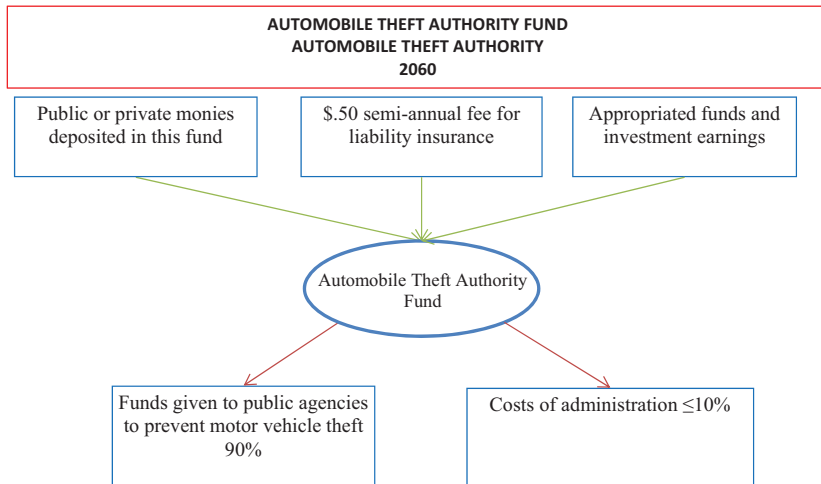 AUTOMOBILE THEFT AUTHORITY FUND
AUTOMOBILE THEFT AUTHORITY
2060
Public or private monies
deposited in this fund
$.50 semi-annual fee for
liability insurance
Appropriated funds and
investment earnings
Automobile Theft Authority
Fund
Funds given to public agencies
to prevent motor vehicle theft
90%
Costs of administration ≤10%